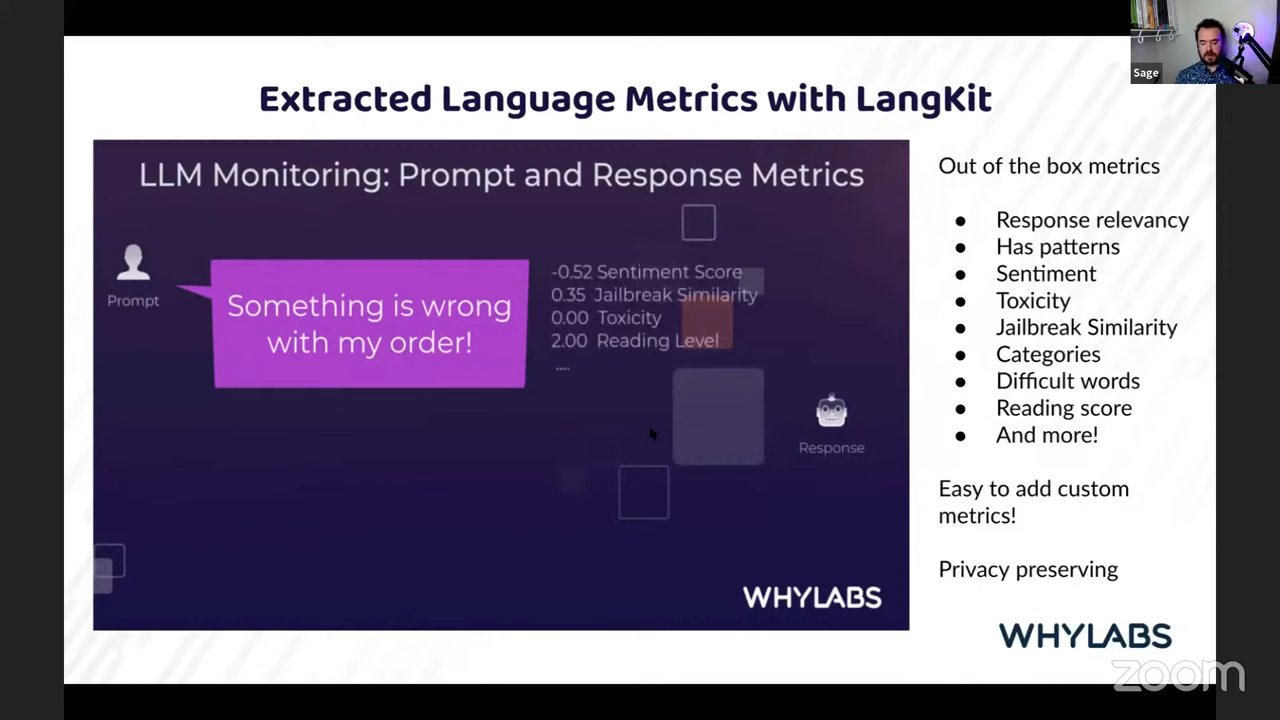 Sage
Extracted Language Metrics with LangKit
LLM Monitoring: Prompt and Response Metrics
Prompt
Something is wrong
with my order!
-0.52 Sentiment Score
0.35 Jailbreak Similarity
0.00 Toxicity
2.00 Reading Level
....
Response
WHYLABS
Out of the box metrics
● Response relevancy
● Has patterns
● Sentiment
● Toxicity
● Jailbreak Similarity
● Categories
● Difficult words
● Reading score
● And more!
Easy to add custom
metrics!
Privacy preserving
WHYLABS
zoom